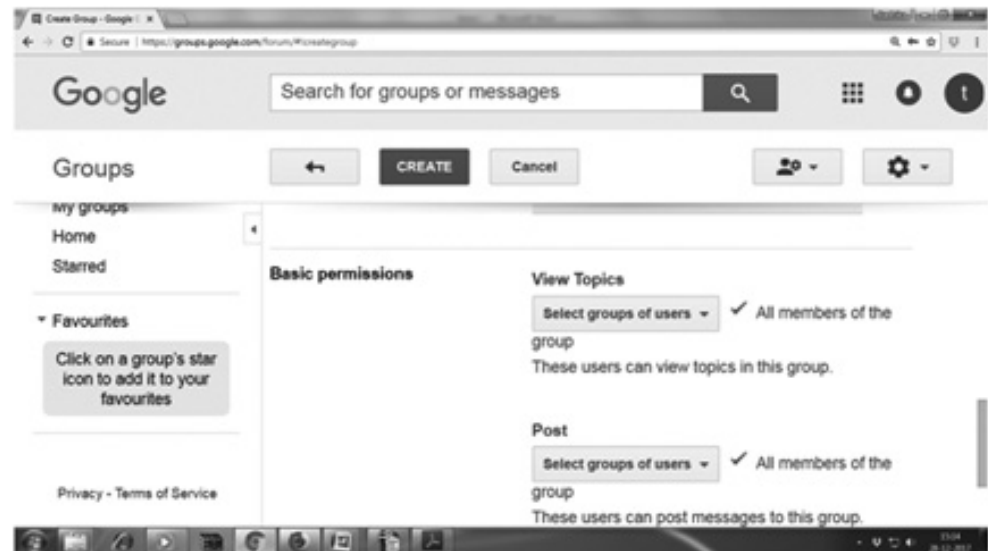 Create Group - Google
Secure | https://groups.google.com/forum/#!creategroup
Google
Search for groups or messages
t
Groups
CREATE
Cancel
My groups
Home
Starred
Favourites
Click on a group's star
icon to add it to your
favourites
Privacy - Terms of Service
Basic permissions
View Topics
Select groups of users
All members of the
group
These users can view topics in this group.
Post
Select groups of users
All members of the
group
These users can post messages to this group.
15:04